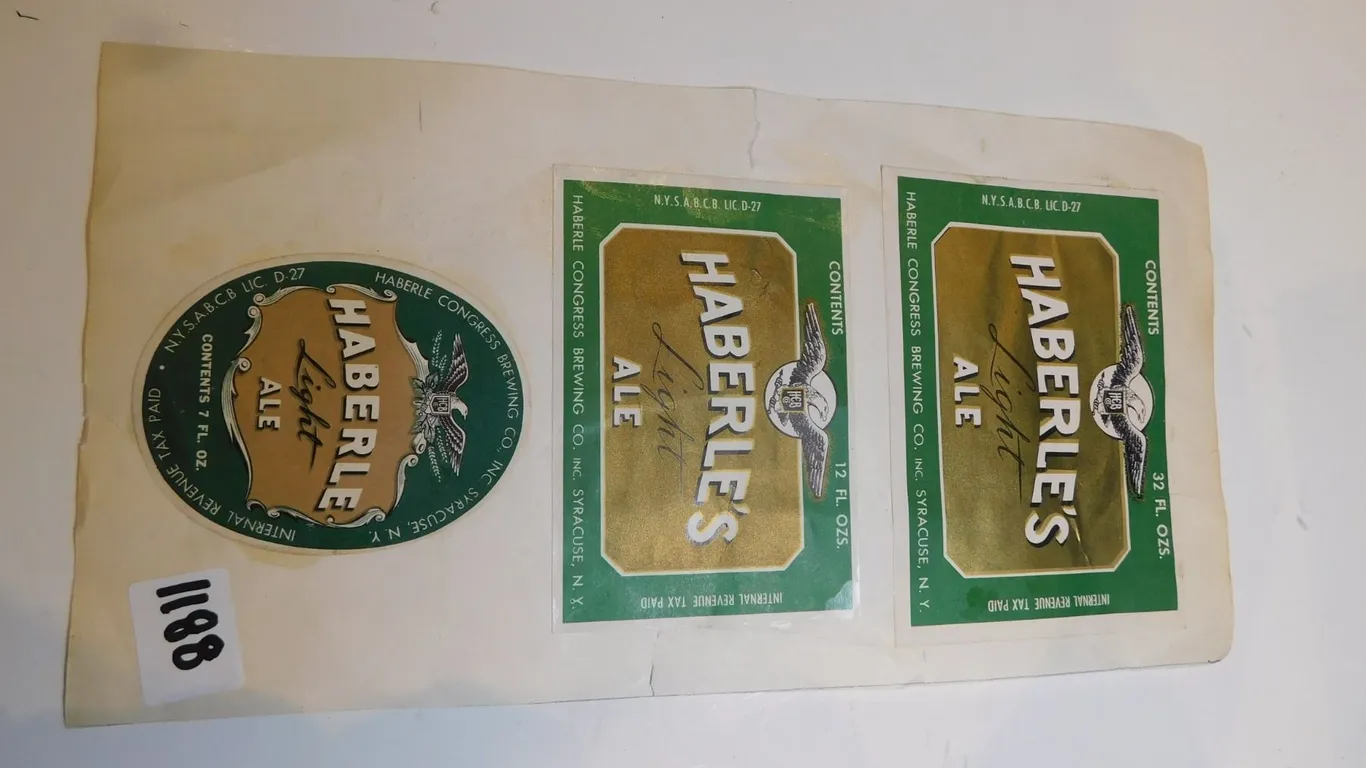 N.Y.S.A.B.C.B. LIC. D-27
CONTENTS 32 FL. OZS.
HCB
HABERLE'S
Light
ALE
HABERLE CONGRESS BREWING CO. INC. SYRACUSE, N. Y.
INTERNAL REVENUE TAX PAID
N.Y.S.A.B.C.B. LIC. D-27
CONTENTS 12 FL. OZS.
HCB
HABERLE'S
Light
ALE
HABERLE CONGRESS BREWING CO. INC. SYRACUSE, N. Y.
INTERNAL REVENUE TAX PAID
HABERLE CONGRESS BREWING CO., INC. SYRACUSE, N. Y.
HCB
HABERLE
Light
ALE
CONTENTS 7 FL. OZ.
N.Y.S.A.B.C.B LIC. D-27
INTERNAL REVENUE TAX PAID
1188